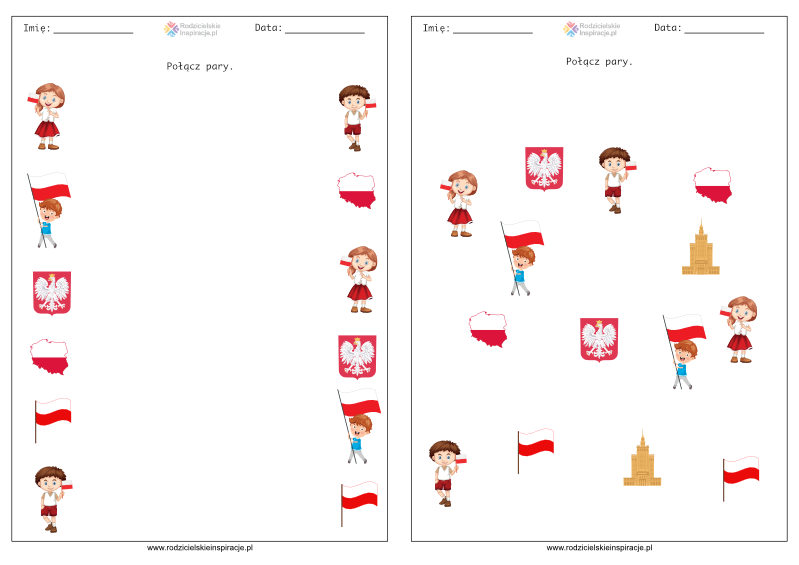 Imię: ______________
Rodzicielskie
Inspiracje.pl
Data: ______________
Połącz pary.
www.rodzicielskieinspiracje.pl
Imię: ______________
Rodzicielskie
Inspiracje.pl
Data: ______________
Połącz pary.
www.rodzicielskieinspiracje.pl